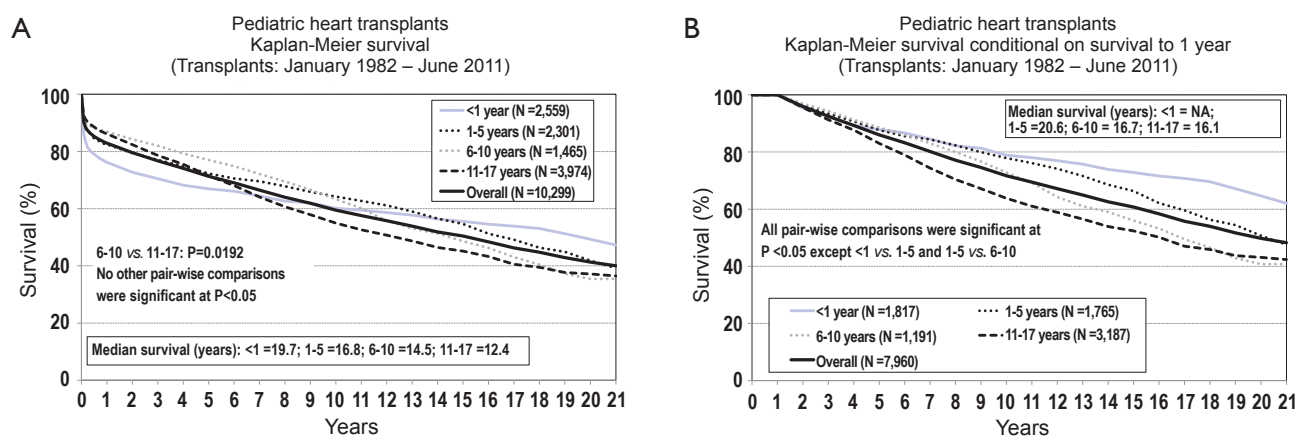 A
Pediatric heart transplants
Kaplan-Meier survival
(Transplants: January 1982 – June 2011)
Survival (%)
100
80
60
40
20
0
<1 year (N =2,559)
1-5 years (N =2,301)
6-10 years (N =1,465)
11-17 years (N =3,974)
Overall (N =10,299)
6-10 vs. 11-17: P=0.0192
No other pair-wise comparisons
were significant at P<0.05
Median survival (years): <1 =19.7; 1-5 =16.8; 6-10 =14.5; 11-17 =12.4
0 1 2 3 4 5 6 7 8 9 10 11 12 13 14 15 16 17 18 19 20 21
Years
B
Pediatric heart transplants
Kaplan-Meier survival conditional on survival to 1 year
(Transplants: January 1982 – June 2011)
Survival (%)
100
80
60
40
20
0
Median survival (years): <1 = NA;
1-5 =20.6; 6-10 = 16.7; 11-17 = 16.1
All pair-wise comparisons were significant at
P <0.05 except <1 vs. 1-5 and 1-5 vs. 6-10
<1 year (N =1,817)
1-5 years (N =1,765)
6-10 years (N =1,191)
11-17 years (N =3,187)
Overall (N =7,960)
0 1 2 3 4 5 6 7 8 9 10 11 12 13 14 15 16 17 18 19 20 21
Years